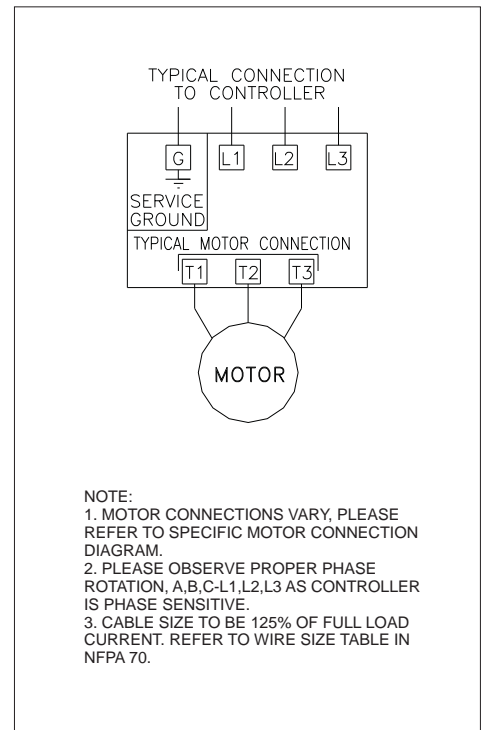 TYPICAL CONNECTION
TO CONTROLLER
G
L1
L2
L3
SERVICE
GROUND
TYPICAL MOTOR CONNECTION
T1
T2
T3
MOTOR
NOTE:
1. MOTOR CONNECTIONS VARY, PLEASE
REFER TO SPECIFIC MOTOR CONNECTION
DIAGRAM.
2. PLEASE OBSERVE PROPER PHASE
ROTATION, A,B,C-L1,L2,L3 AS CONTROLLER
IS PHASE SENSITIVE.
3. CABLE SIZE TO BE 125% OF FULL LOAD
CURRENT. REFER TO WIRE SIZE TABLE IN
NFPA 70.